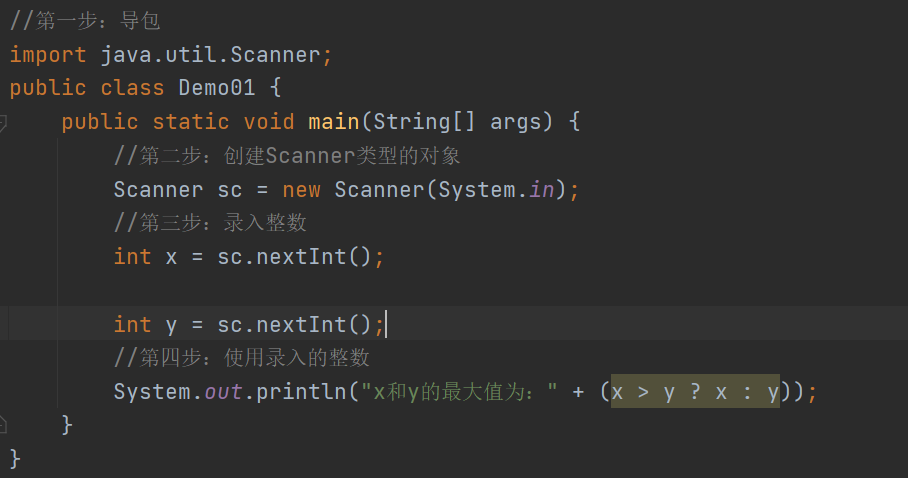 //第一步：导包
import java.util.Scanner;
public class Demo01 {
    public static void main(String[] args) {
        //第二步：创建Scanner类型的对象
        Scanner sc = new Scanner(System.in);
        //第三步：录入整数
        int x = sc.nextInt();
        int y = sc.nextInt();
        //第四步：使用录入的整数
        System.out.println("x和y的最大值为：" + (x > y ? x : y));
    }
}